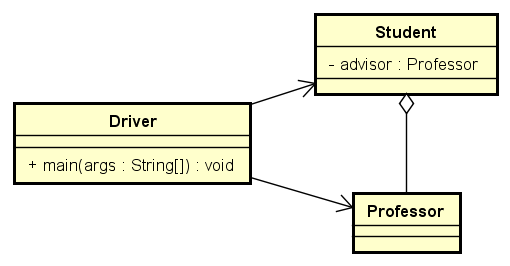 Student
- advisor : Professor
Driver
+ main(args : String[]) : void
Professor